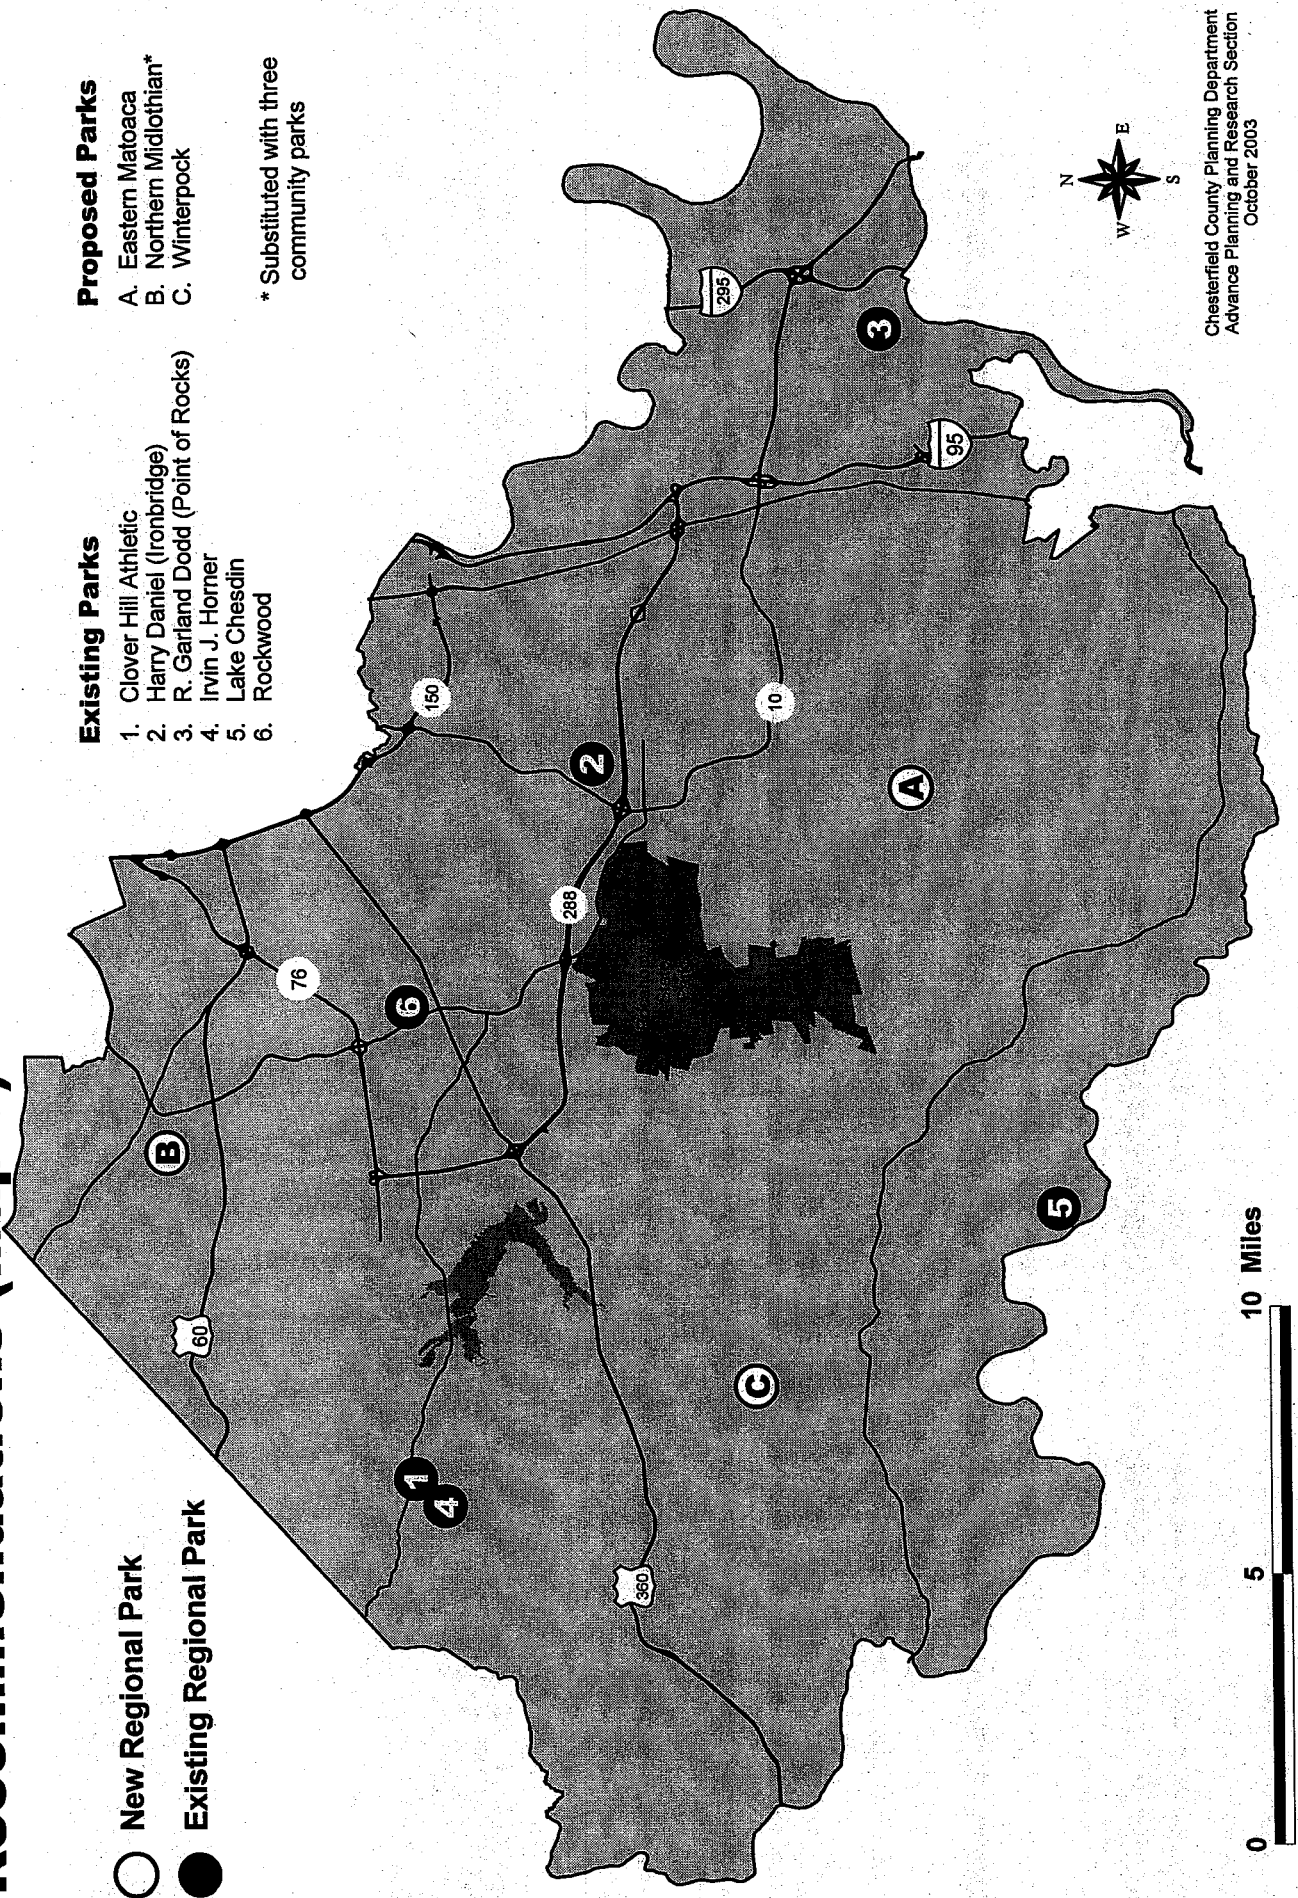 New Regional Park
Existing Regional Park
Existing Parks
1. Clover Hill Athletic
2. Harry Daniel (Ironbridge)
3. R. Garland Dodd (Point of Rocks)
4. Irvin J. Horner
5. Lake Chesdin
6. Rockwood
Proposed Parks
A. Eastern Matoaca
B. Northern Midlothian*
C. Winterpock
* Substituted with three
community parks
60
B
76
6
150
1
4
288
2
295
360
C
10
A
3
95
5
N
W
E
S
0
5
10 Miles
Chesterfield County Planning Department
Advance Planning and Research Section
October 2003